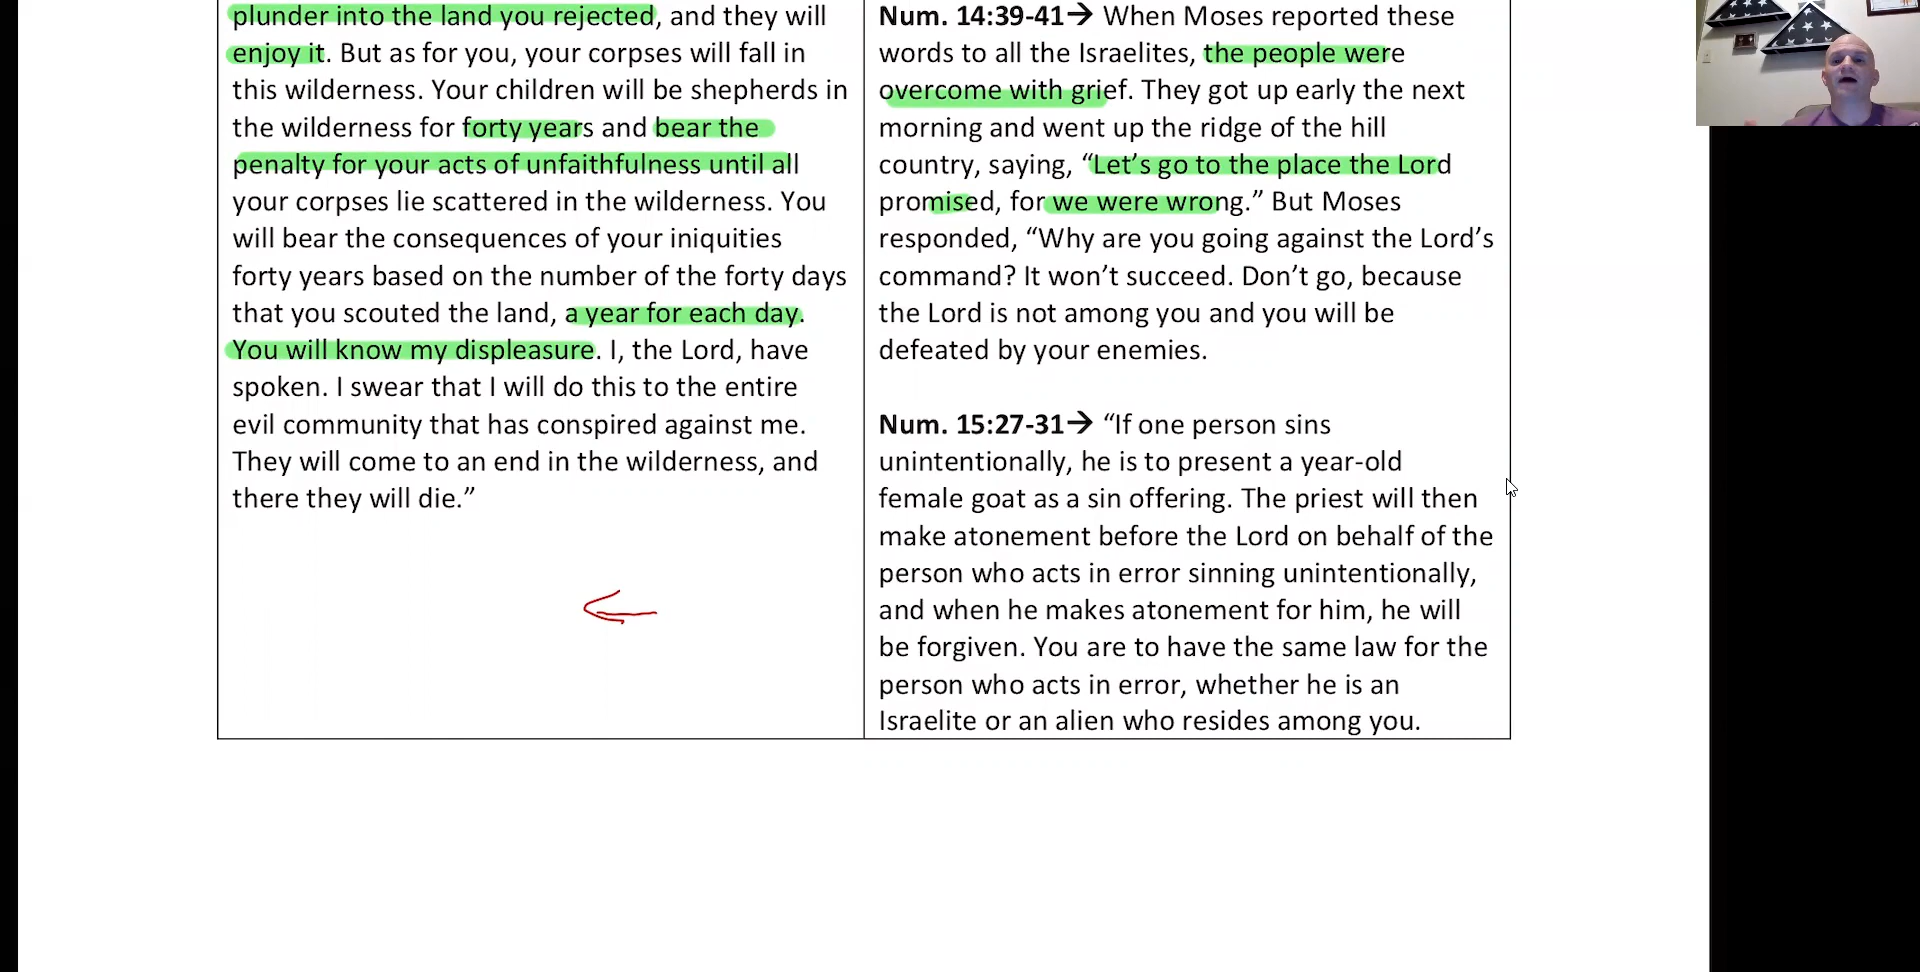 plunder into the land you rejected, and they will
enjoy it. But as for you, your corpses will fall in
this wilderness. Your children will be shepherds in
the wilderness for forty years and bear the
penalty for your acts of unfaithfulness until all
your corpses lie scattered in the wilderness. You
will bear the consequences of your iniquities
forty years based on the number of the forty days
that you scouted the land, a year for each day.
You will know my displeasure. I, the Lord, have
spoken. I swear that I will do this to the entire
evil community that has conspired against me.
They will come to an end in the wilderness, and
there they will die.”
Num. 14:39-41→ When Moses reported these
words to all the Israelites, the people were
overcome with grief. They got up early the next
morning and went up the ridge of the hill
country, saying, “Let’s go to the place the Lord
promised, for we were wrong.” But Moses
responded, “Why are you going against the Lord’s
command? It won’t succeed. Don’t go, because
the Lord is not among you and you will be
defeated by your enemies.
Num. 15:27-31→ “If one person sins
unintentionally, he is to present a year-old
female goat as a sin offering. The priest will then
make atonement before the Lord on behalf of the
person who acts in error sinning unintentionally,
and when he makes atonement for him, he will
be forgiven. You are to have the same law for the
person who acts in error, whether he is an
Israelite or an alien who resides among you.